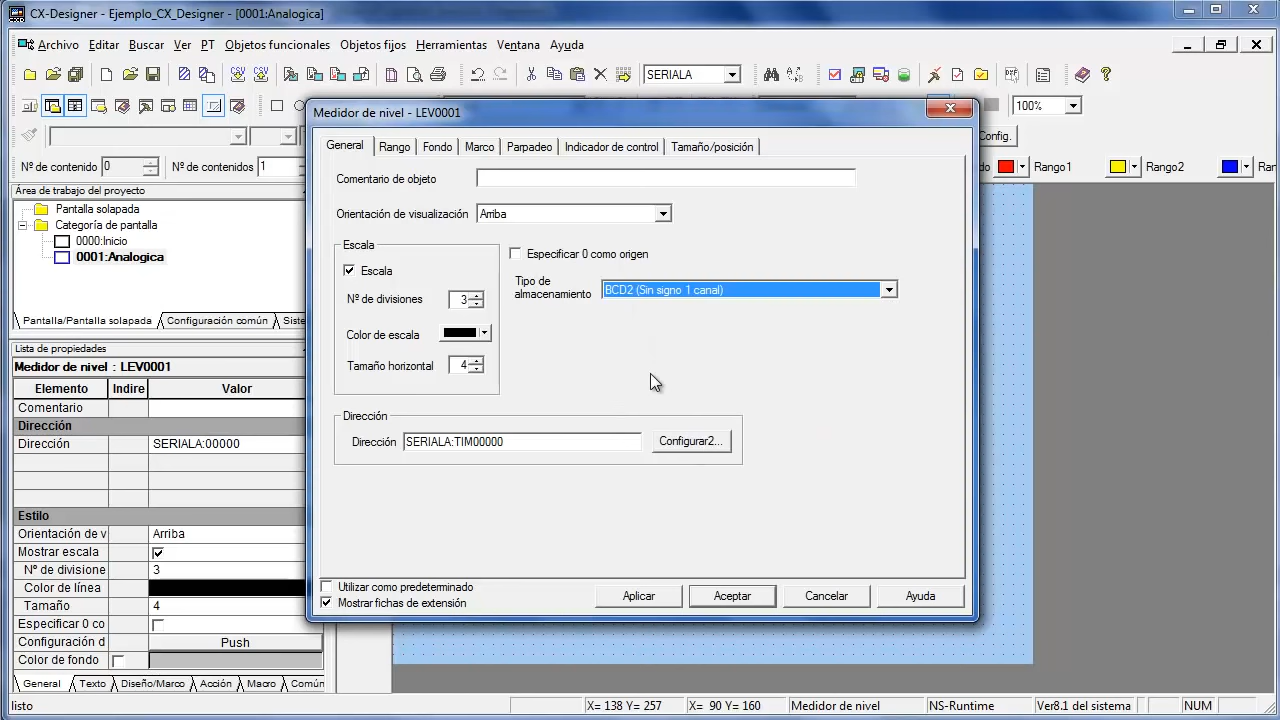 CX-Designer - Ejemplo_CX_Designer - [0001:Analogica]
Archivo Editar Buscar Ver PT Objetos funcionales Objetos fijos Herramientas Ventana Ayuda
SERIALA
100%
Config.
Nº de contenido 0 Nº de contenidos 1
Rango1 Rango2
Área de trabajo del proyecto
Pantalla solapada
Categoría de pantalla
0000:Inicio
0001:Analogica
Pantalla/Pantalla solapada Configuración común
Lista de propiedades
Medidor de nivel : LEV0001
Elemento Indire Valor
Comentario
Dirección
Dirección SERIALA:00000
Estilo
Orientación de v Arriba
Mostrar escala
Nº de divisione 3
Color de línea
Tamaño 4
Especificar 0 co
Configuración d Push
Color de fondo
General Texto Diseño/Marco Acción Macro Común
Medidor de nivel - LEV0001
General Rango Fondo Marco Parpadeo Indicador de control Tamaño/posición
Comentario de objeto
Orientación de visualización Arriba
Escala
Escala
Nº de divisiones 3
Color de escala
Tamaño horizontal 4
Especificar 0 como origen
Tipo de
almacenamiento BCD2 (Sin signo 1 canal)
Dirección
Dirección SERIALA:TIM00000 Configurar2...
Utilizar como predeterminado
Mostrar fichas de extensión
Aplicar Aceptar Cancelar Ayuda
listo X= 138 Y= 257 X= 90 Y= 160 Medidor de nivel NS-Runtime Ver8.1 del sistema NUM